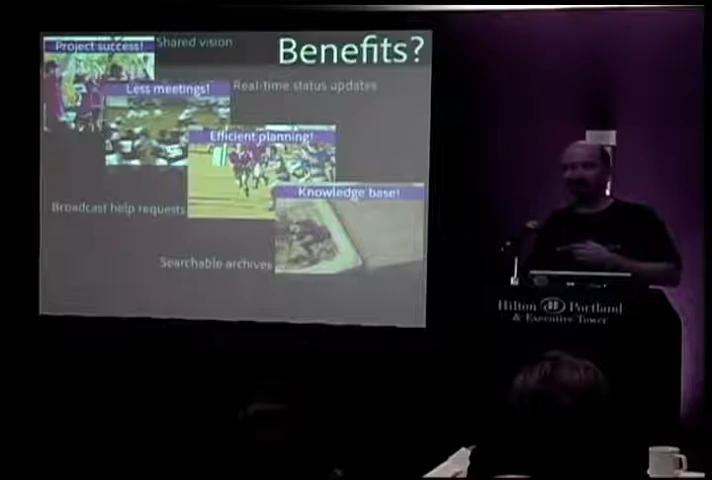 Benefits?
Project success!
Shared vision
Less meetings!
Real-time status updates
Efficient planning!
Knowledge base!
Broadcast help requests
Searchable archives
Hilton Portland
& Executive Tower